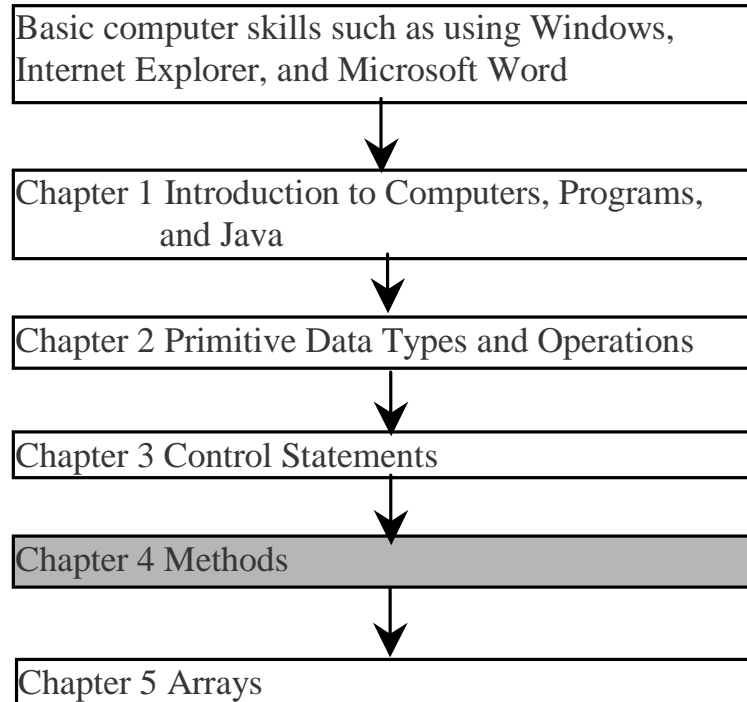 Basic computer skills such as using Windows,
Internet Explorer, and Microsoft Word
Chapter 1 Introduction to Computers, Programs,
and Java
Chapter 2 Primitive Data Types and Operations
Chapter 3 Control Statements
Chapter 4 Methods
Chapter 5 Arrays